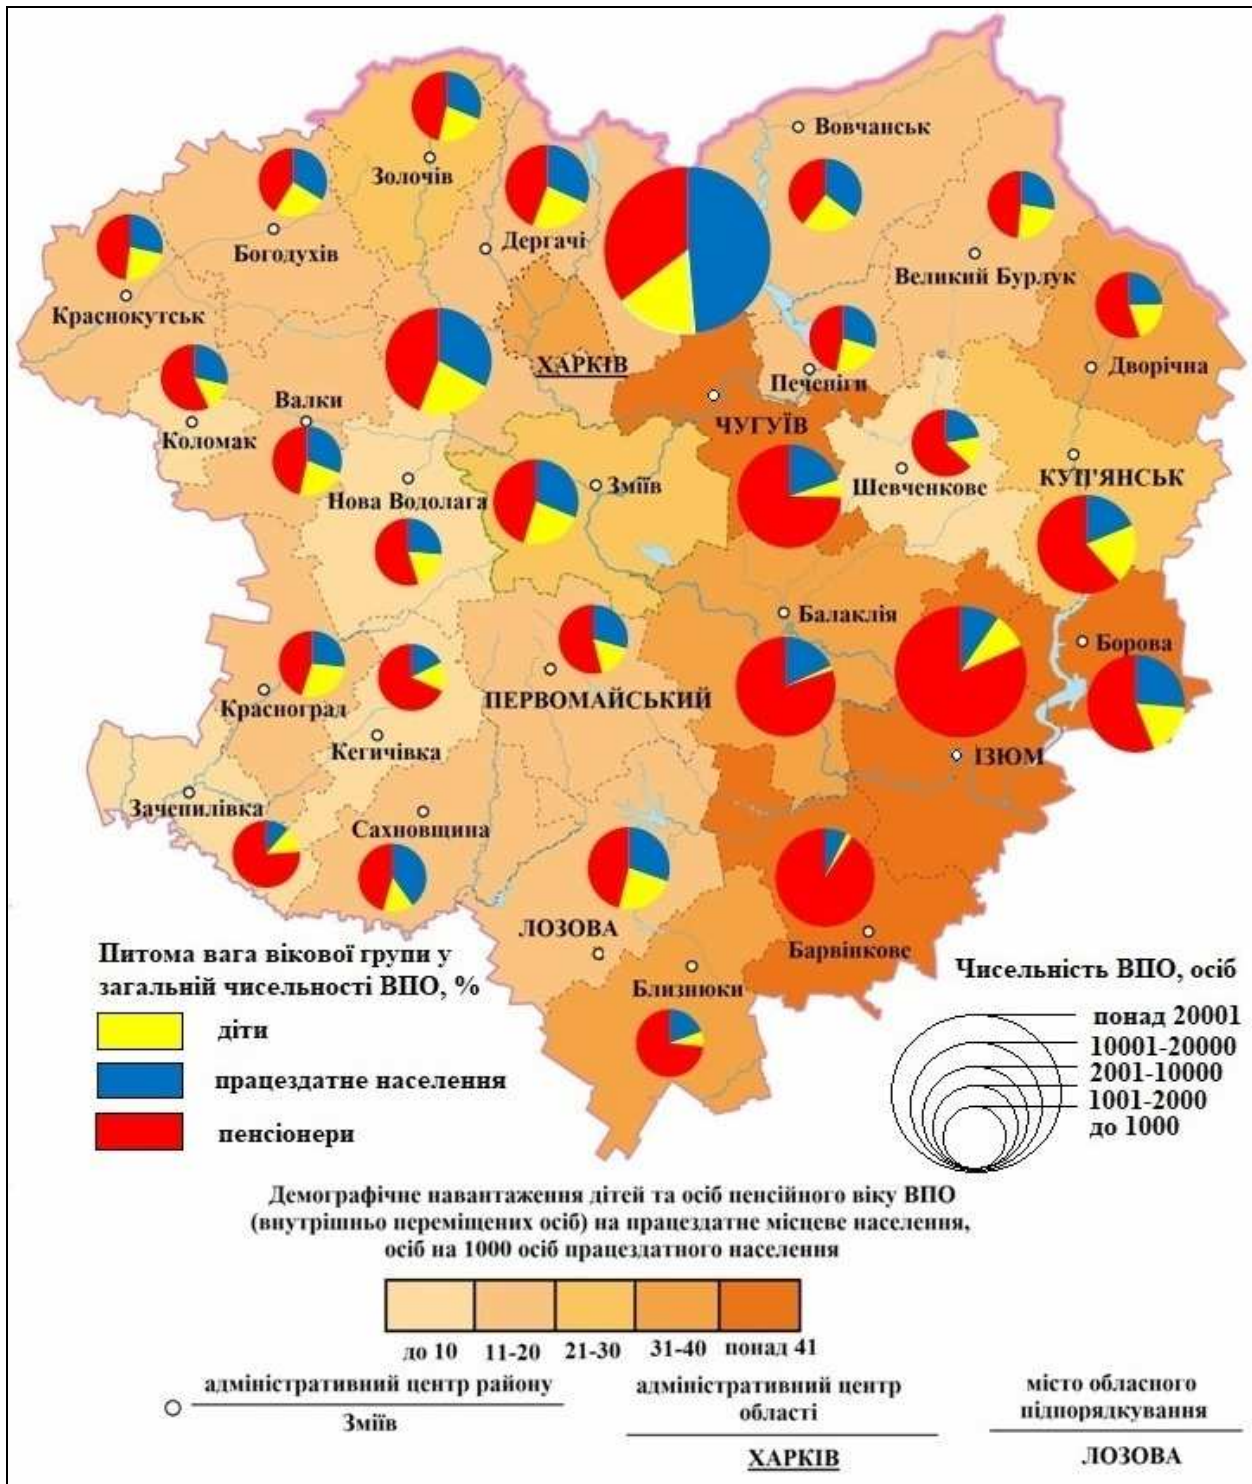 Вовчанськ
Золочів
Дергачі
Богодухів
Великий Бурлук
Краснокутськ
ХАРКІВ
Печеніги
Дворічна
Валки
ЧУГУЇВ
Коломак
Нова Водолага
Зміїв
Шевченкове
КУП'ЯНСЬК
Балаклія
Борова
ПЕРВОМАЙСЬКИЙ
Красноград
Кегичівка
ІЗЮМ
Зачепилівка
Сахновщина
ЛОЗОВА
Барвінкове
Близнюки
Питома вага вікової групи у
загальній чисельності ВПО, %
діти
працездатне населення
пенсіонери
Чисельність ВПО, осіб
понад 20001
10001-20000
2001-10000
1001-2000
до 1000
Демографічне навантаження дітей та осіб пенсійного віку ВПО
(внутрішньо переміщених осіб) на працездатне місцеве населення,
осіб на 1000 осіб працездатного населення
до 10 11-20 21-30 31-40 понад 41
адміністративний центр району
Зміїв
адміністративний центр
області
ХАРКІВ
місто обласного
підпорядкування
ЛОЗОВА